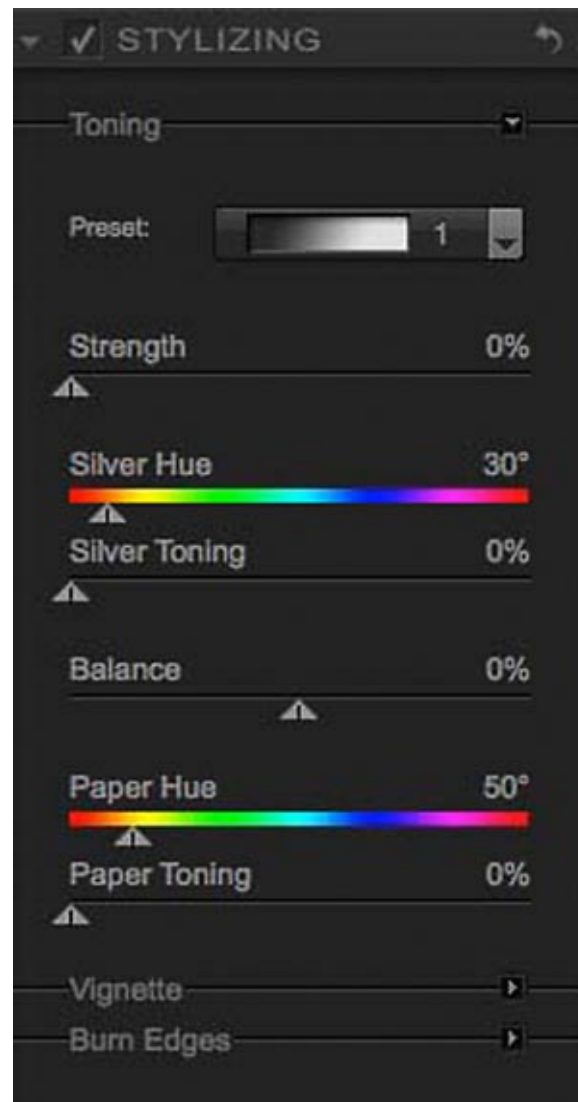 STYLIZING
Toning
Preset: 1
Strength 0%
Silver Hue 30°
Silver Toning 0%
Balance 0%
Paper Hue 50°
Paper Toning 0%
Vignette
Burn Edges